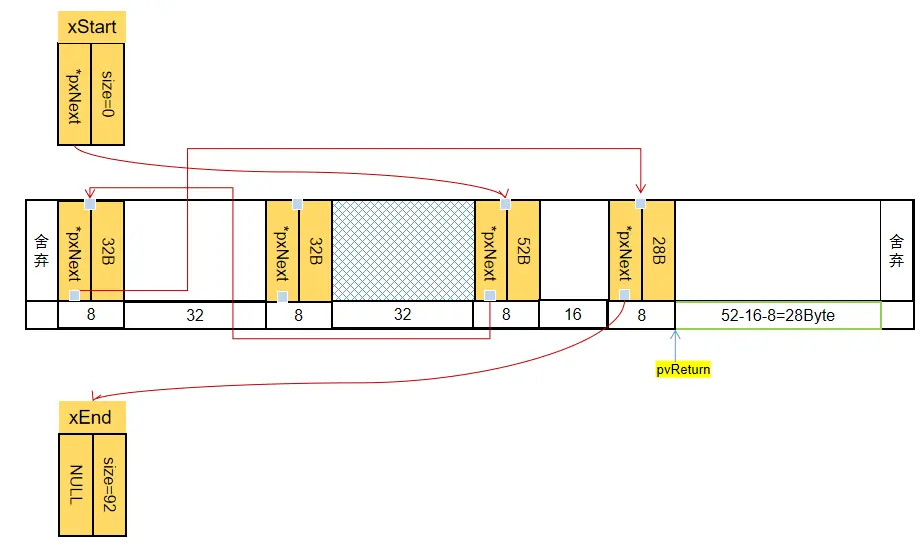 xStart
*pxNext
size=0
舍
弃
*pxNext
32B
*pxNext
32B
*pxNext
52B
*pxNext
28B
舍
弃
8
32
8
32
8
16
8
52-16-8=28Byte
pvReturn
xEnd
NULL
size=92